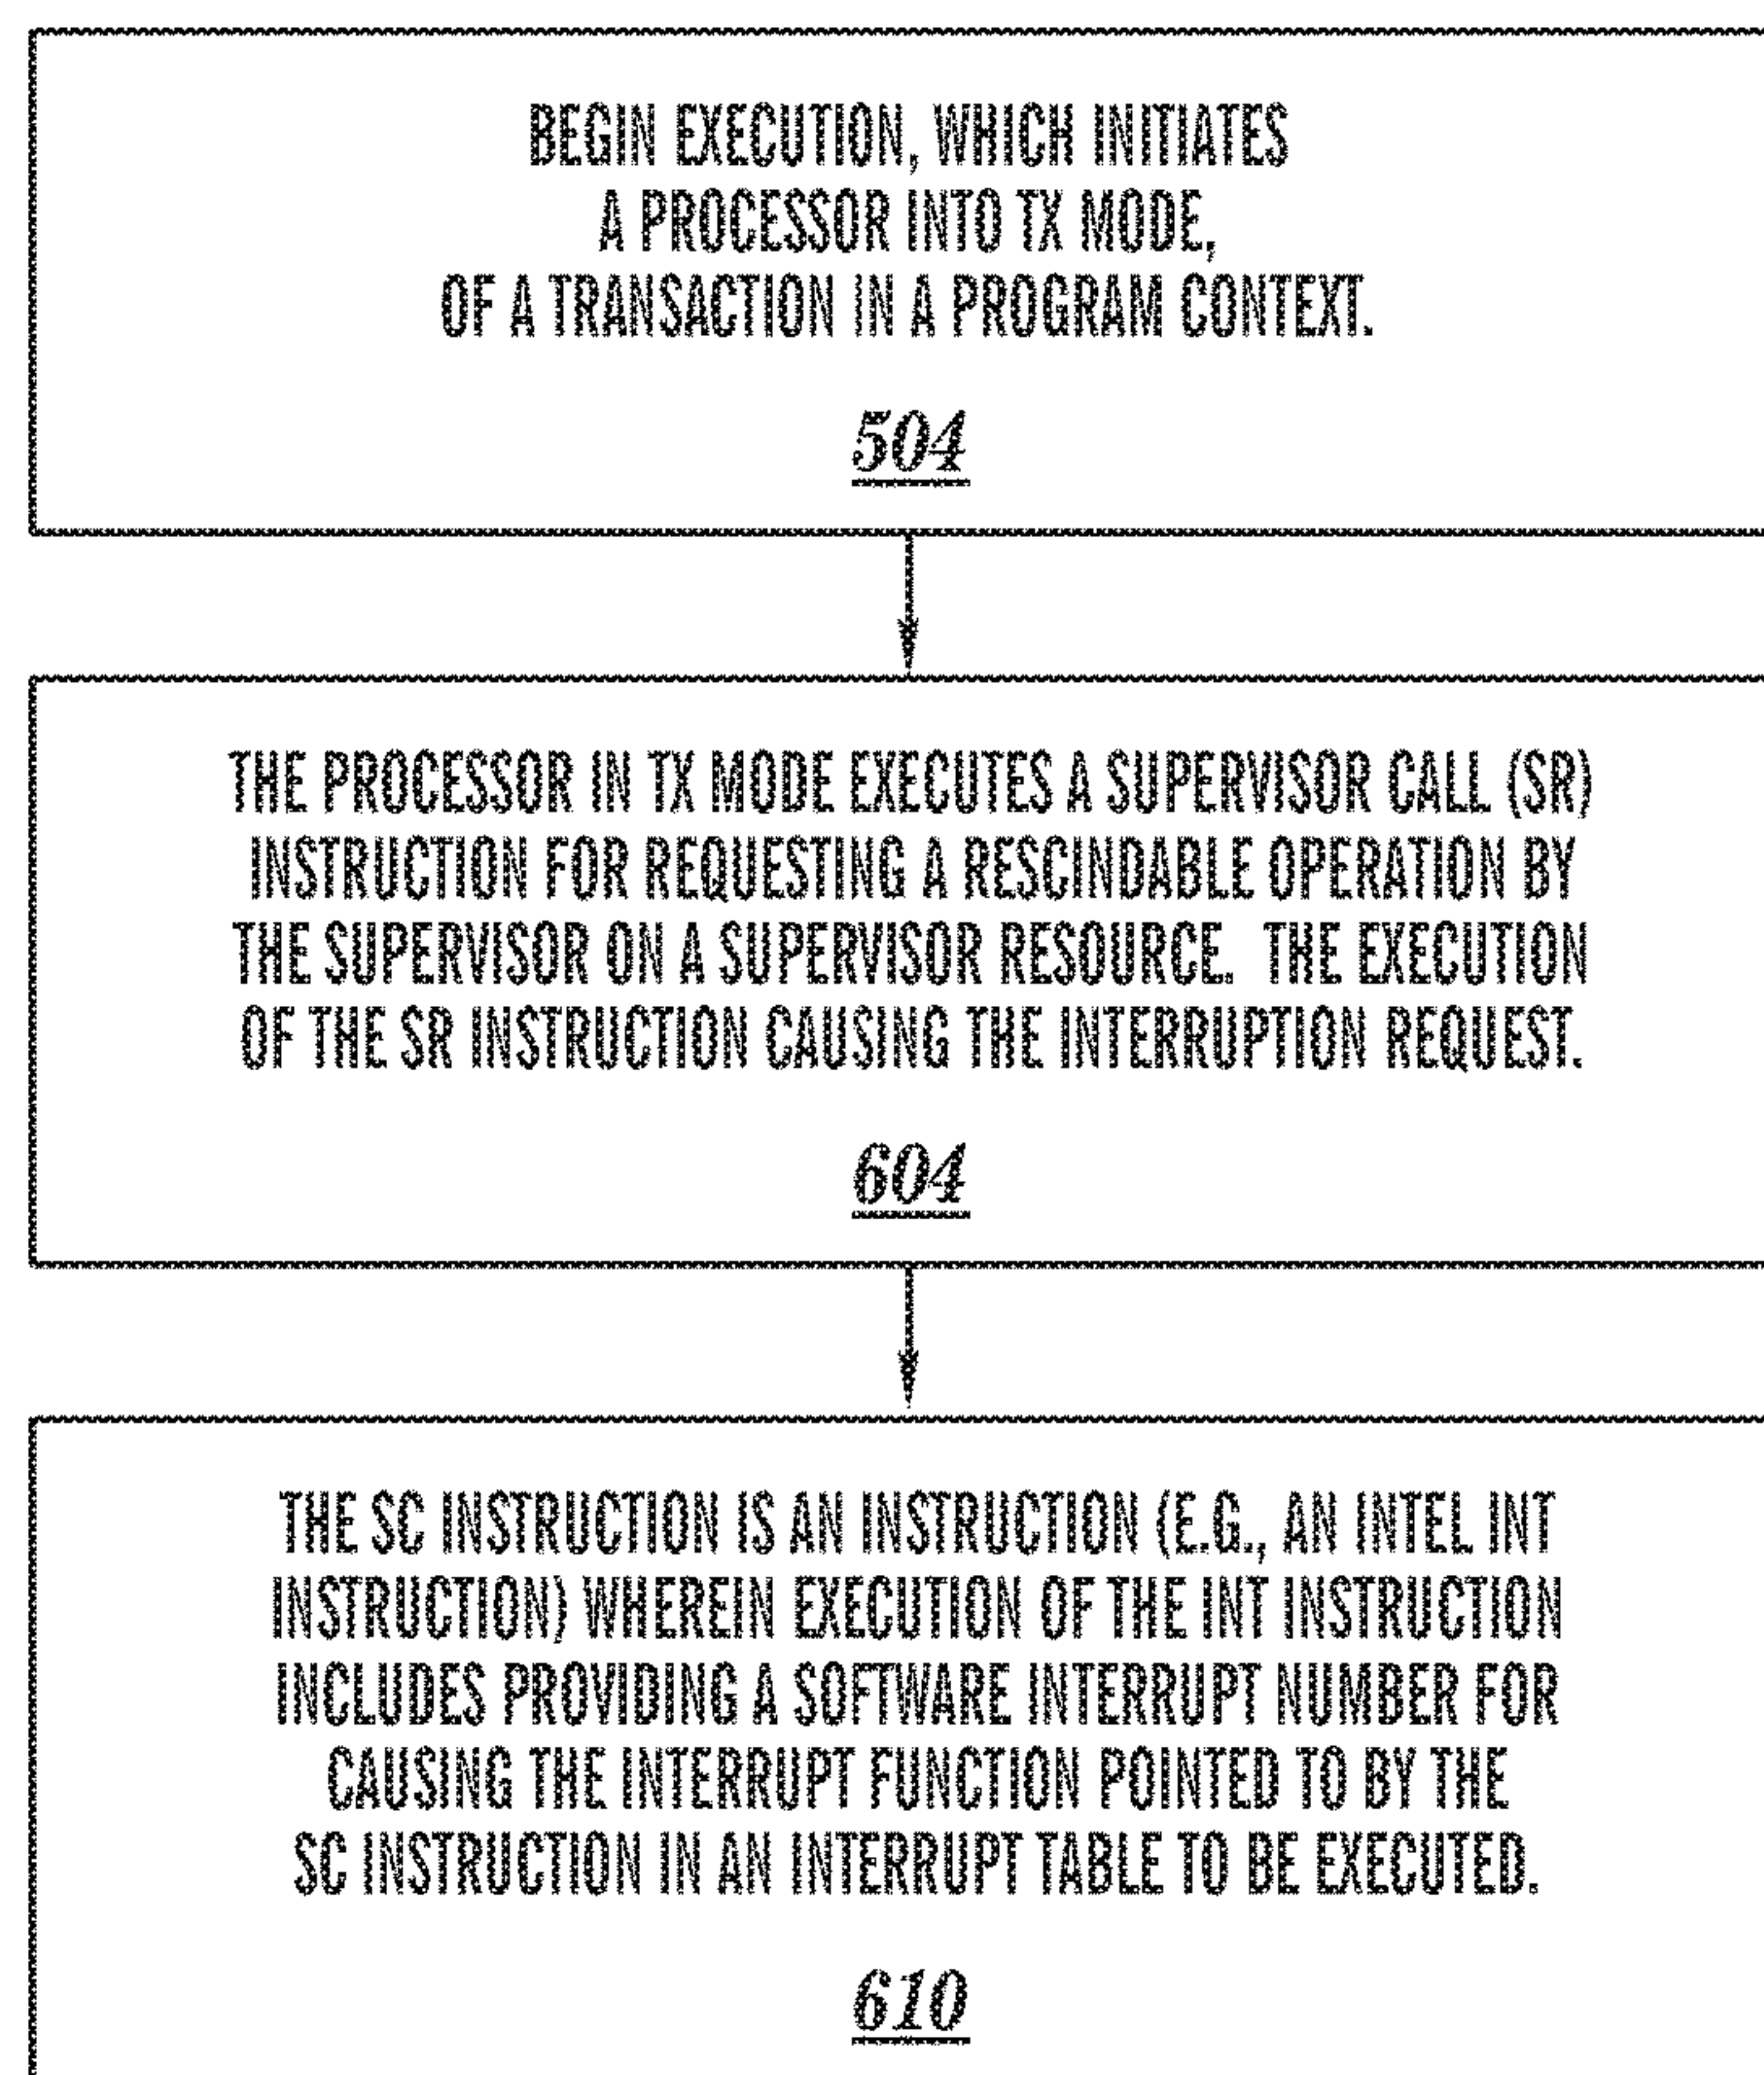 BEGIN EXECUTION, WHICH INITIATES
A PROCESSOR INTO TX MODE,
OF A TRANSACTION IN A PROGRAM CONTEXT.
504
THE PROCESSOR IN TX MODE EXECUTES A SUPERVISOR CALL (SR)
INSTRUCTION FOR REQUESTING A RESCINDABLE OPERATION BY
THE SUPERVISOR ON A SUPERVISOR RESOURCE. THE EXECUTION
OF THE SR INSTRUCTION CAUSING THE INTERRUPTION REQUEST.
604
THE SC INSTRUCTION IS AN INSTRUCTION (E.G., AN INTEL INT
INSTRUCTION) WHEREIN EXECUTION OF THE INT INSTRUCTION
INCLUDES PROVIDING A SOFTWARE INTERRUPT NUMBER FOR
CAUSING THE INTERRUPT FUNCTION POINTED TO BY THE
SC INSTRUCTION IN AN INTERRUPT TABLE TO BE EXECUTED.
610